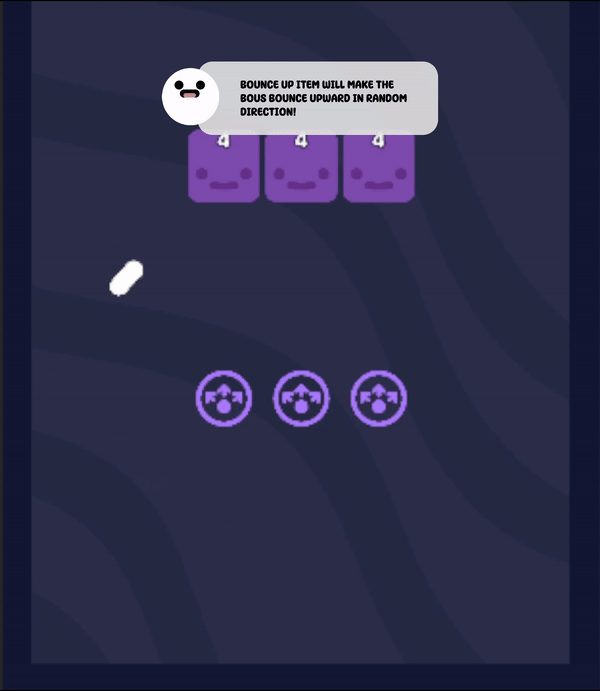 BOUNCE UP ITEM WILL MAKE THE
BOUS BOUNCE UPWARD IN RANDOM
DIRECTION!
4 4 4